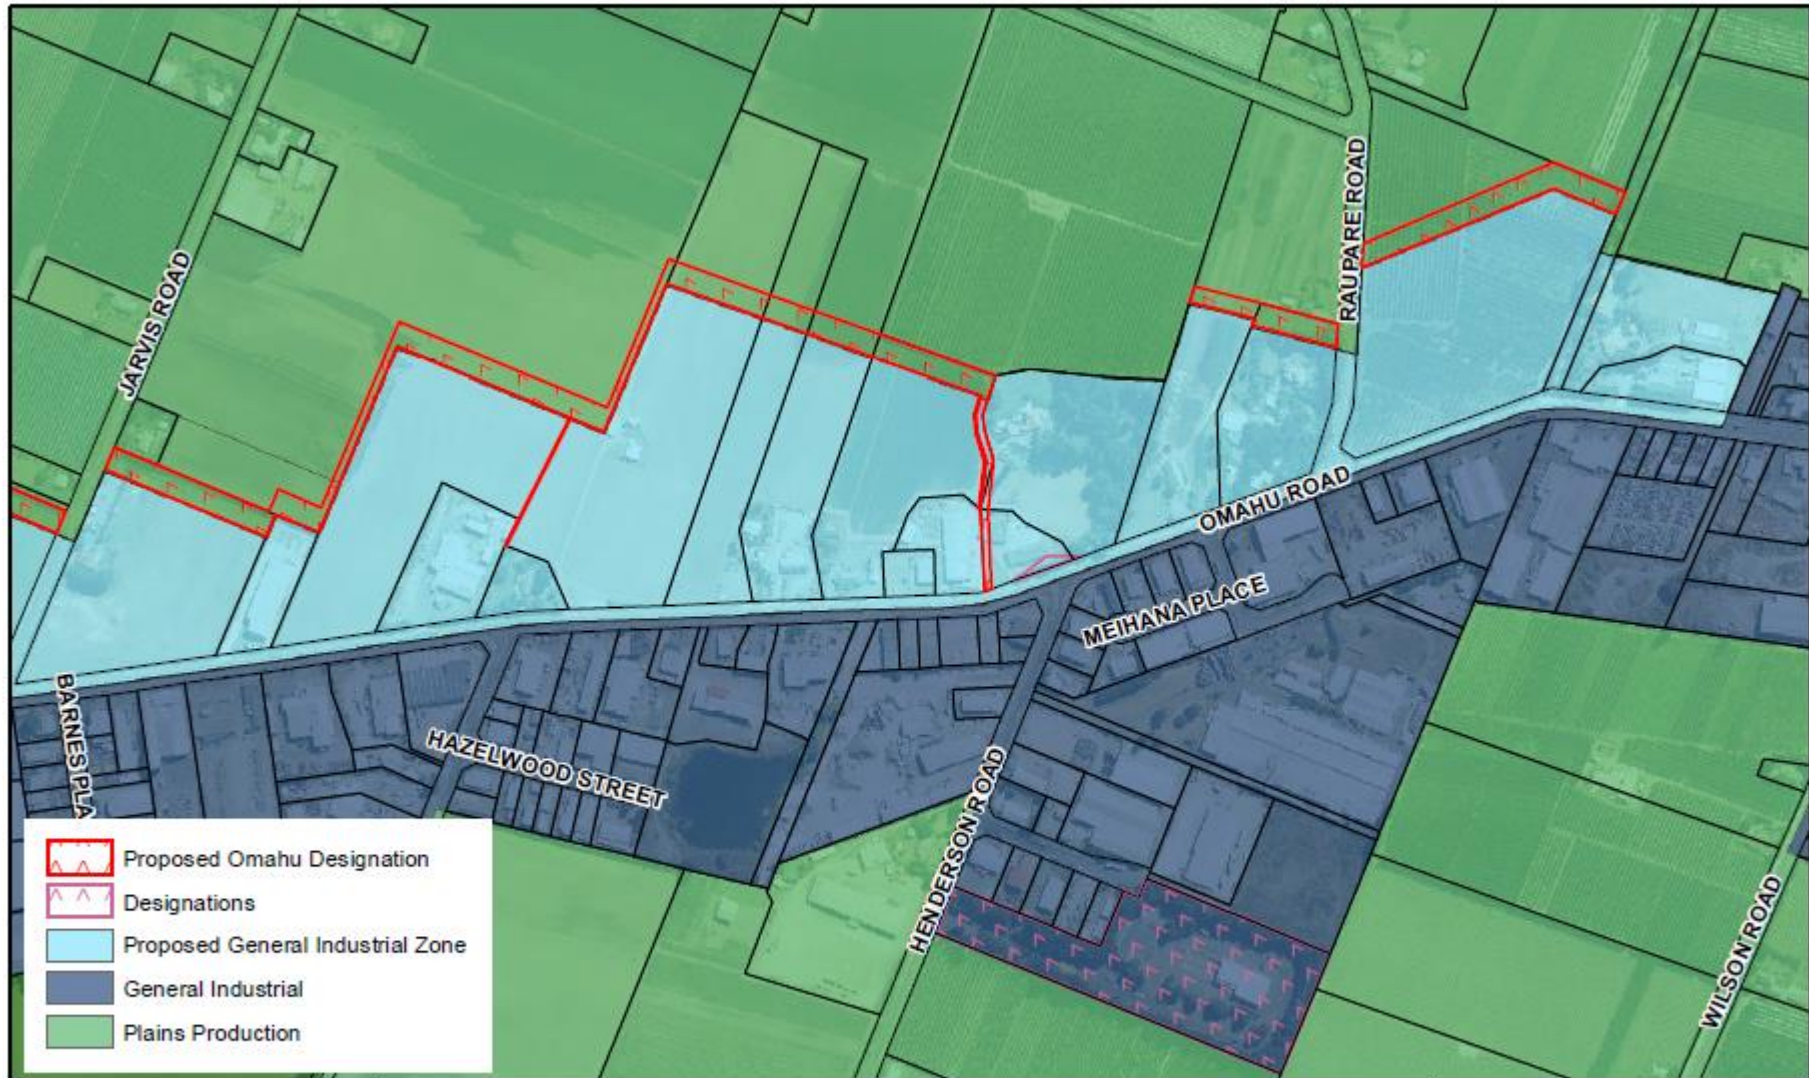 JARVIS ROAD
RAUPARE ROAD
OMAHU ROAD
MEIHANA PLACE
BARNES PLA
HAZELWOOD STREET
HENDERSON ROAD
WILSON ROAD
Proposed Omahu Designation
Designations
Proposed General Industrial Zone
General Industrial
Plains Production